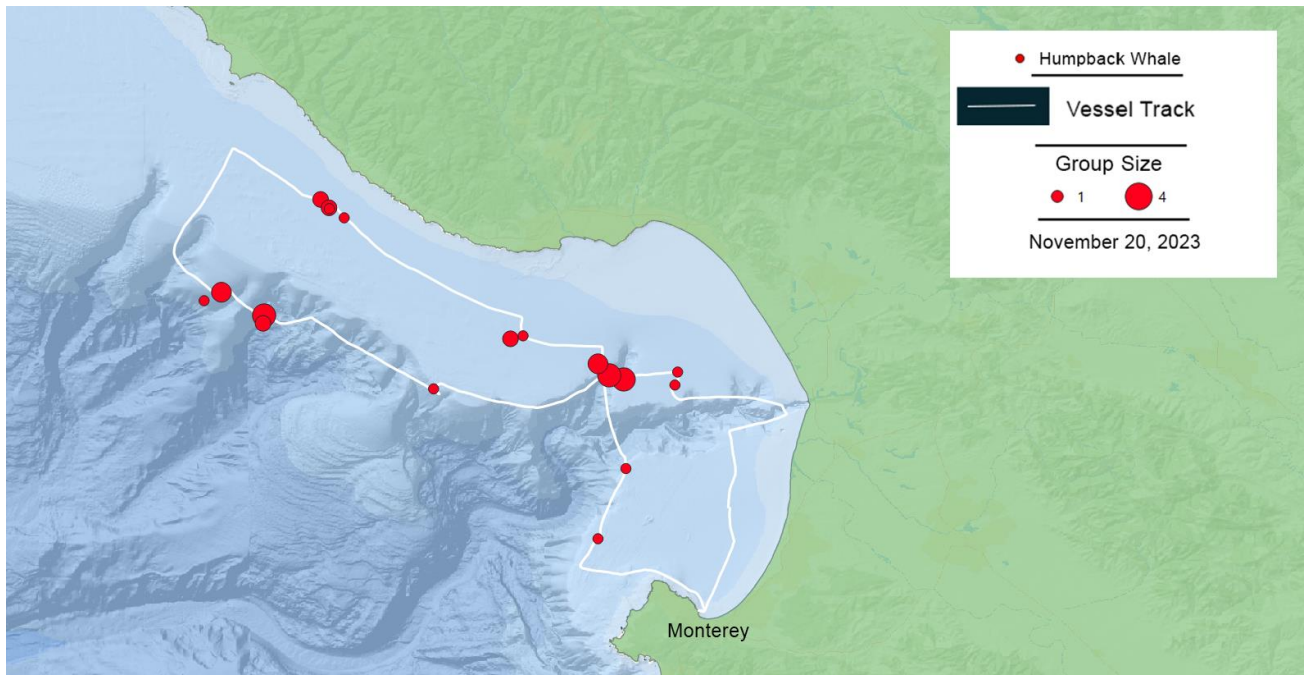 Humpback Whale
Vessel Track
Group Size
1 4
November 20, 2023
Monterey